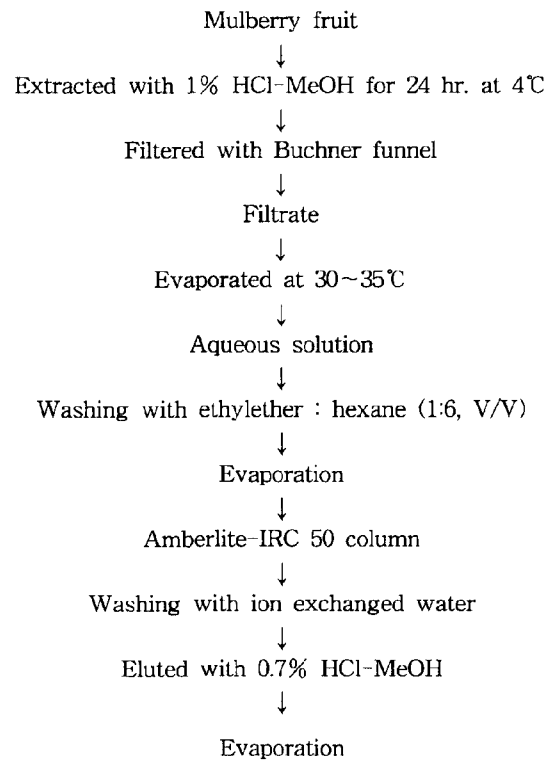 Mulberry fruit
↓
Extracted with 1% HCl-MeOH for 24 hr. at 4℃
↓
Filtered with Buchner funnel
↓
Filtrate
↓
Evaporated at 30~35℃
↓
Aqueous solution
↓
Washing with ethylether : hexane (1:6, V/V)
↓
Evaporation
↓
Amberlite-IRC 50 column
↓
Washing with ion exchanged water
↓
Eluted with 0.7% HCl-MeOH
↓
Evaporation